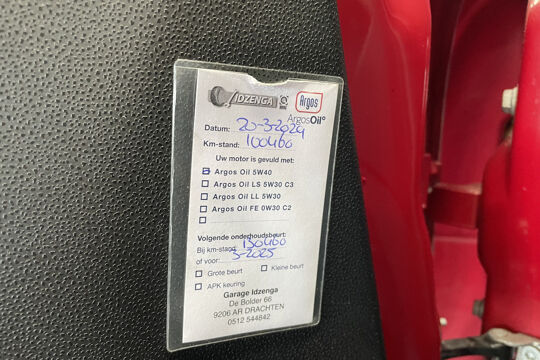 IDZENGA Argos
ArgosOil
Datum: 20-3-2024
Km-stand: 100460
Uw motor is gevuld met:
Argos Oil 5W40
Argos Oil LS 5W30 C3
Argos Oil LL 5W30
Argos Oil FE 0W30 C2
Volgende onderhoudsbeurt:
Bij km-stand: 130460
of voor: 3-2025
Grote beurt Kleine beurt
APK keuring
Garage Idzenga
De Bolder 66
9206 AR DRACHTEN
0512 544842